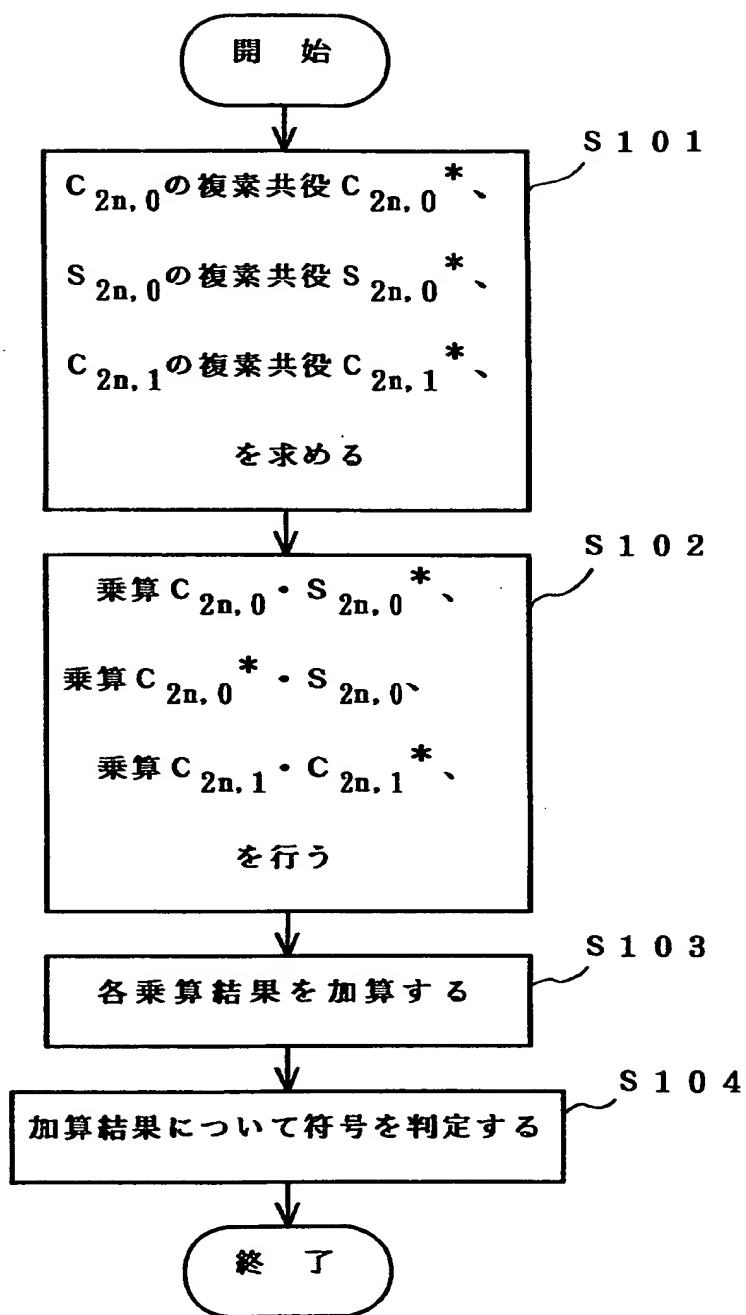 開 始
S101
C2n,0の複素共役C2n,0*、
S2n,0の複素共役S2n,0*、
C2n,1の複素共役C2n,1*、
を求める
S102
乗算C2n,0・S2n,0*、
乗算C2n,0*・S2n,0、
乗算C2n,1・C2n,1*、
を行う
S103
各乗算結果を加算する
S104
加算結果について符号を判定する
終 了